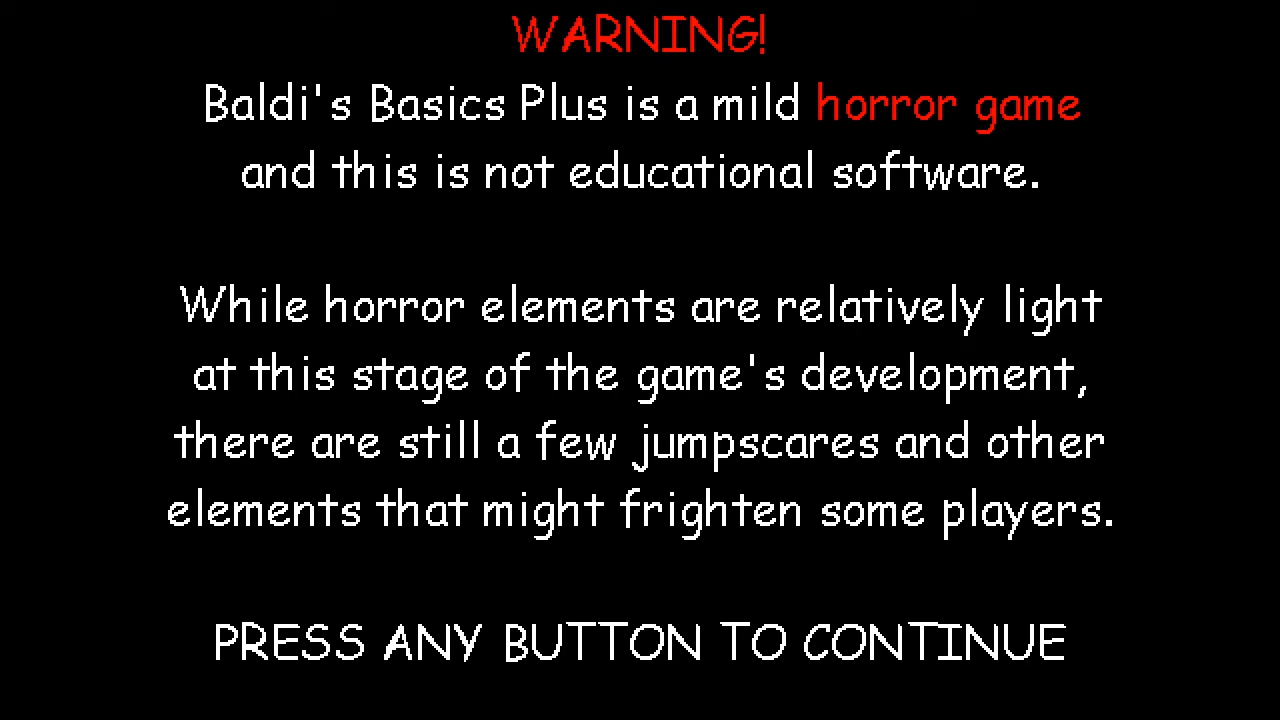 WARNING!
Baldi's Basics Plus is a mild horror game
and this is not educational software.
While horror elements are relatively light
at this stage of the game's development,
there are still a few jumpscares and other
elements that might frighten some players.
PRESS ANY BUTTON TO CONTINUE